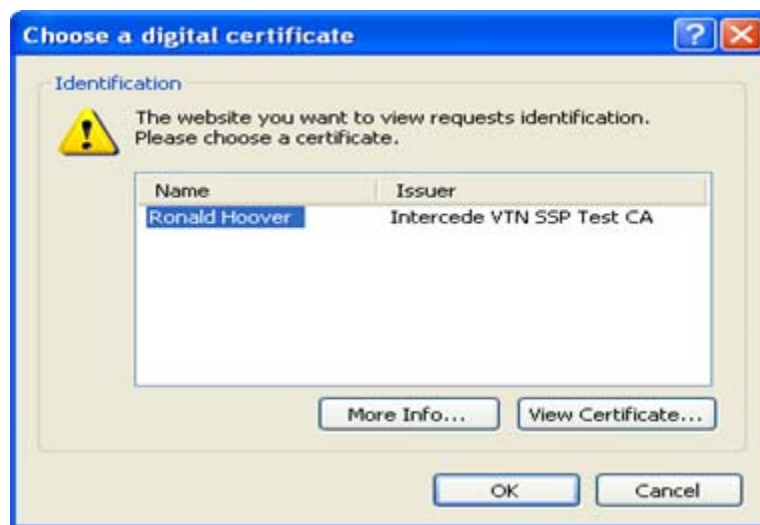 Choose a digital certificate
Identification
The website you want to view requests identification.
Please choose a certificate.
Name Issuer
Ronald Hoover Intercede VTN SSP Test CA
More Info... View Certificate...
OK Cancel